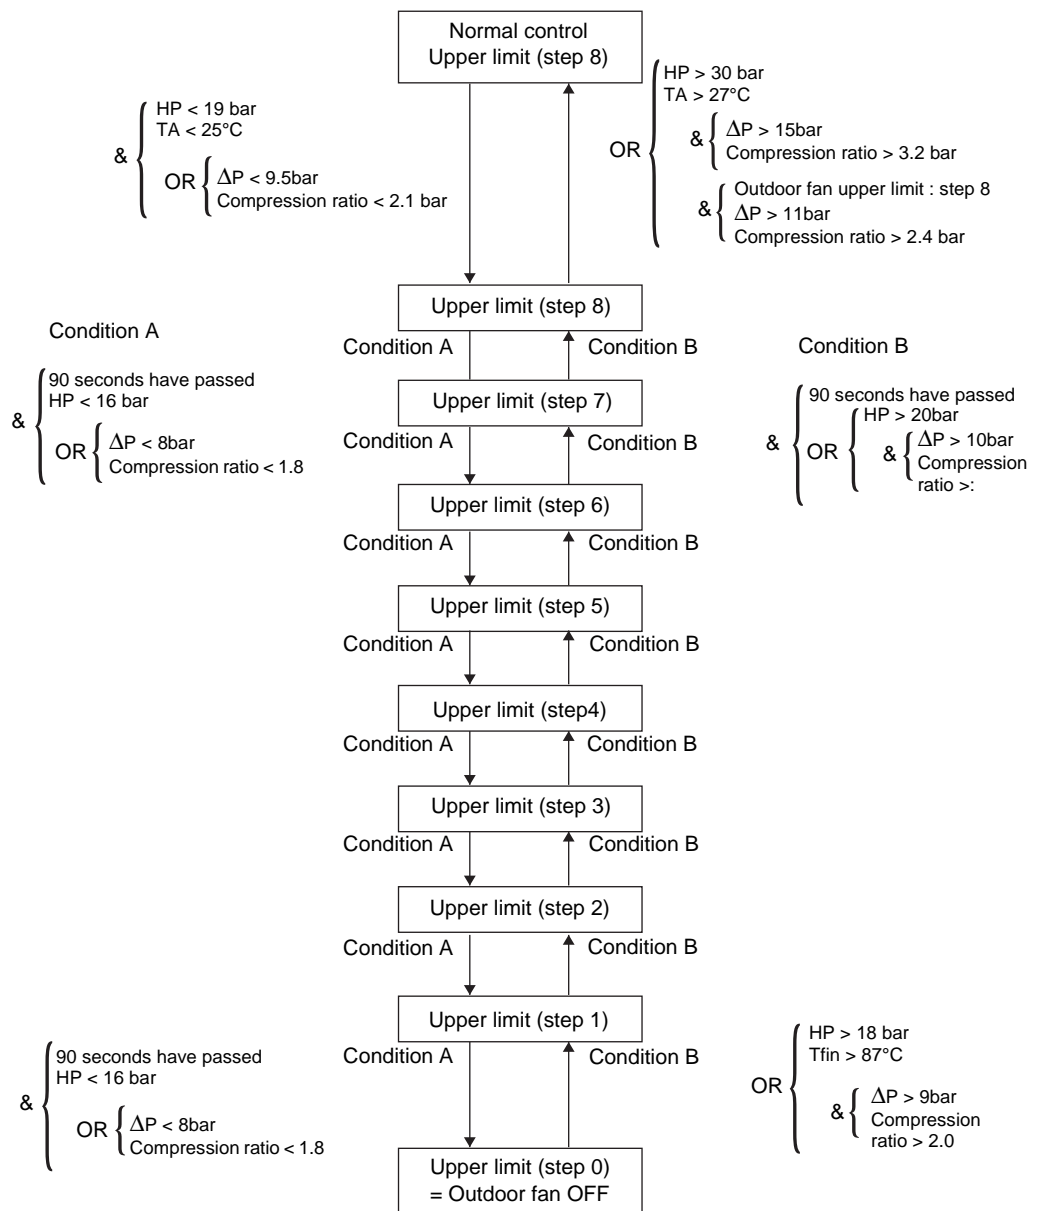 Normal control
Upper limit (step 8)
&
HP < 19 bar
TA < 25°C
OR
ΔP < 9.5bar
Compression ratio < 2.1 bar
OR
HP > 30 bar
TA > 27°C
&
ΔP > 15bar
Compression ratio > 3.2 bar
&
Outdoor fan upper limit : step 8
ΔP > 11bar
Compression ratio > 2.4 bar
Upper limit (step 8)
Condition A
Condition B
Condition A
&
90 seconds have passed
HP < 16 bar
OR
ΔP < 8bar
Compression ratio < 1.8
Condition B
&
90 seconds have passed
OR
HP > 20bar
&
ΔP > 10bar
Compression
ratio >:
Upper limit (step 7)
Condition A
Condition B
Upper limit (step 6)
Condition A
Condition B
Upper limit (step 5)
Condition A
Condition B
Upper limit (step4)
Condition A
Condition B
Upper limit (step 3)
Condition A
Condition B
Upper limit (step 2)
Condition A
Condition B
Upper limit (step 1)
Condition A
Condition B
&
90 seconds have passed
HP < 16 bar
OR
ΔP < 8bar
Compression ratio < 1.8
OR
HP > 18 bar
Tfin > 87°C
&
ΔP > 9bar
Compression
ratio > 2.0
Upper limit (step 0)
= Outdoor fan OFF